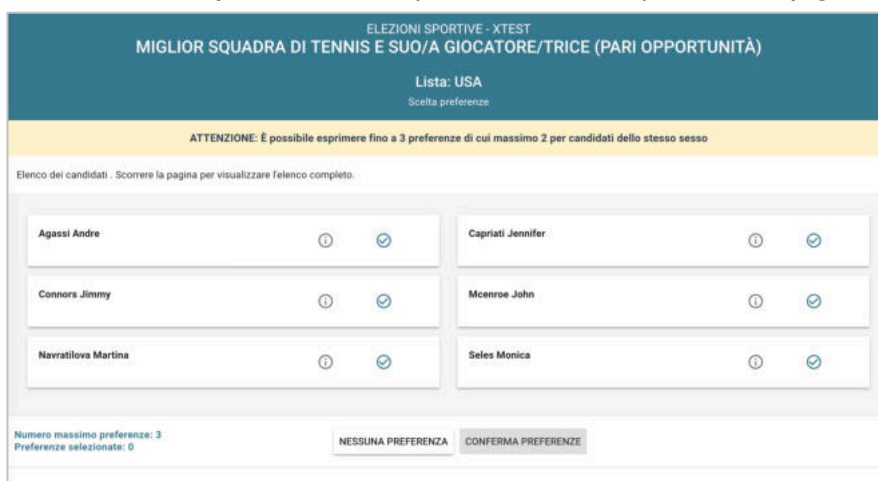 ELEZIONI SPORTIVE - XTEST
MIGLIOR SQUADRA DI TENNIS E SUO/A GIOCATORE/TRICE (PARI OPPORTUNITÀ)
Lista: USA
Scelta preferenze
ATTENZIONE: È possibile esprimere fino a 3 preferenze di cui massimo 2 per candidati dello stesso sesso
Elenco dei candidati . Scorrere la pagina per visualizzare l'elenco completo.
Agassi Andre
Capriati Jennifer
Connors Jimmy
Mcenroe John
Navratilova Martina
Seles Monica
Numero massimo preferenze: 3
Preferenze selezionate: 0
NESSUNA PREFERENZA
CONFERMA PREFERENZE